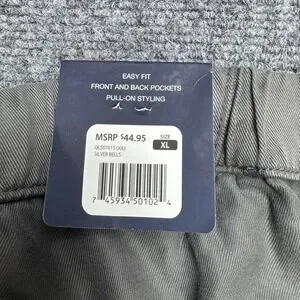 EASY FIT
FRONT AND BACK POCKETS
PULL-ON STYLING
MSRP $44.95
SIZE
XL
SILVER BELLS
7 45934 50102 4